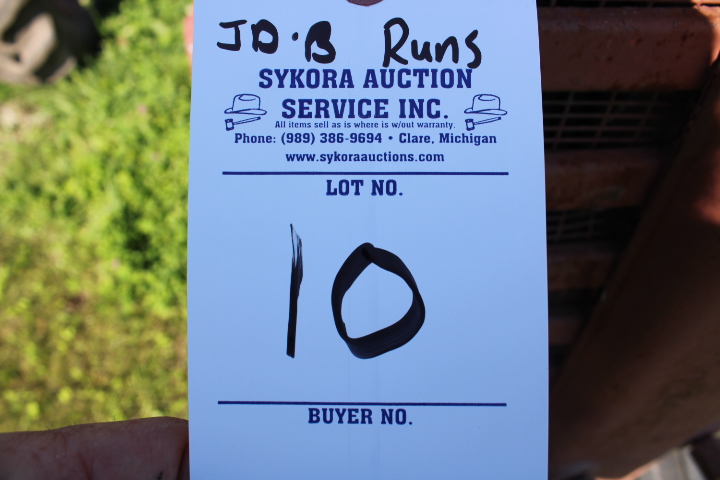 JD·B Runs
SYKORA AUCTION
SERVICE INC.
All items sell as is where is w/out warranty.
Phone: (989) 386-9694 • Clare, Michigan
www.sykoraauctions.com
LOT NO.
10
BUYER NO.